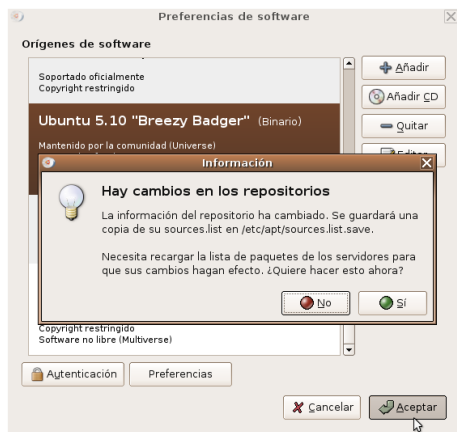 Preferencias de software
Orígenes de software
Soportado oficialmente
Copyright restringido
Ubuntu 5.10 "Breezy Badger" (Binario)
Mantenido por la comunidad (Universe)
Añadir
Añadir CD
Quitar
Editar
Información
Hay cambios en los repositorios
La información del repositorio ha cambiado. Se guardará una
copia de su sources.list en /etc/apt/sources.list.save.
Necesita recargar la lista de paquetes de los servidores para
que sus cambios hagan efecto. ¿Quiere hacer esto ahora?
No
Sí
Copyright restringido
Software no libre (Multiverse)
Autenticación
Preferencias
Cancelar
Aceptar